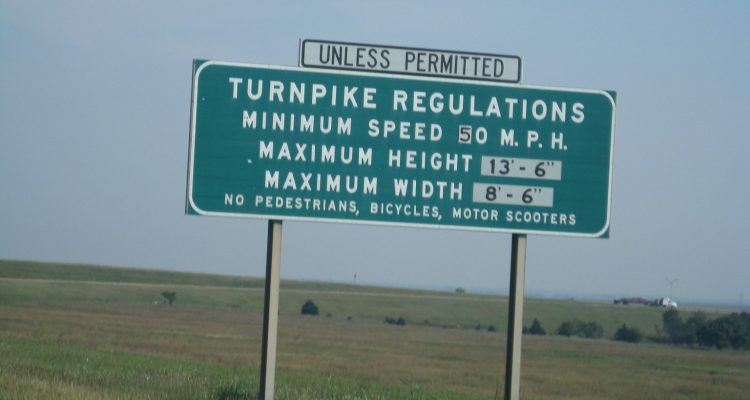 UNLESS PERMITTED
TURNPIKE REGULATIONS
MINIMUM SPEED 50 M.P.H.
MAXIMUM HEIGHT 13'-6"
MAXIMUM WIDTH 8'-6"
NO PEDESTRIANS, BICYCLES, MOTOR SCOOTERS